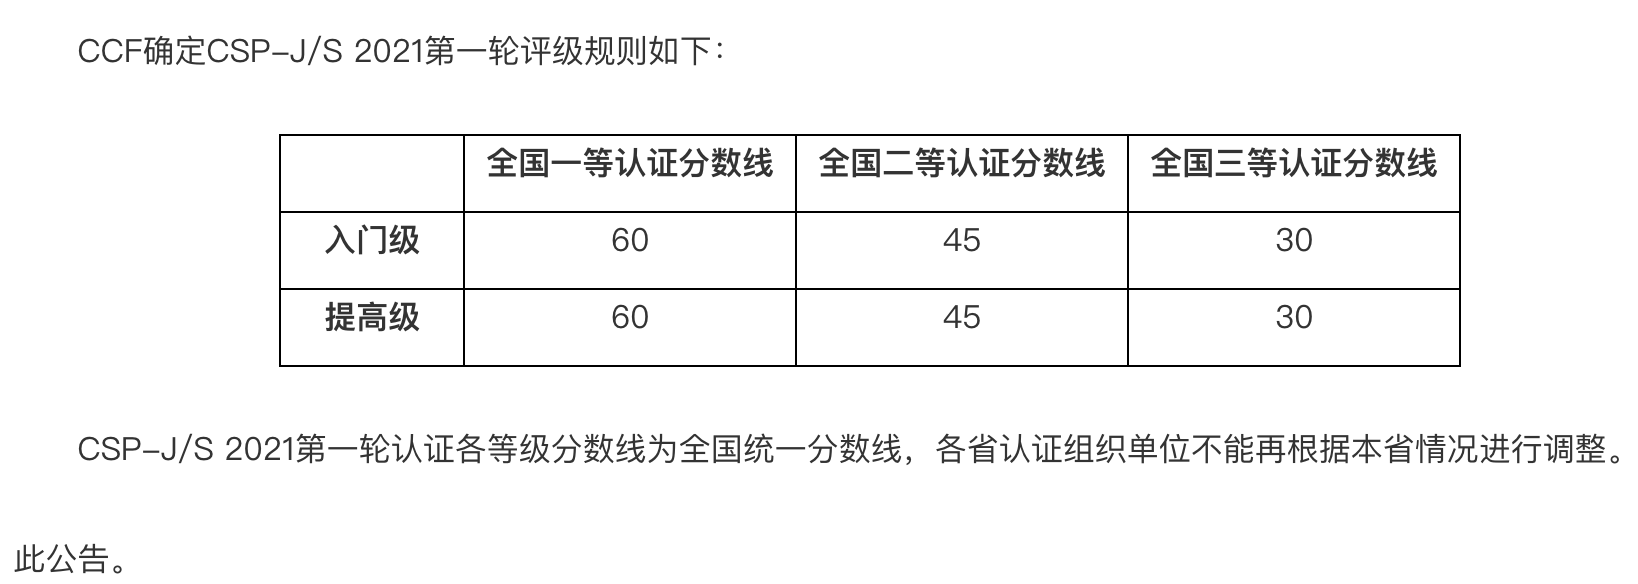 CCF确定CSP-J/S 2021第一轮评级规则如下：
全国一等认证分数线 全国二等认证分数线 全国三等认证分数线
入门级 60 45 30
提高级 60 45 30
CSP-J/S 2021第一轮认证各等级分数线为全国统一分数线，各省认证组织单位不能再根据本省情况进行调整。
此公告。